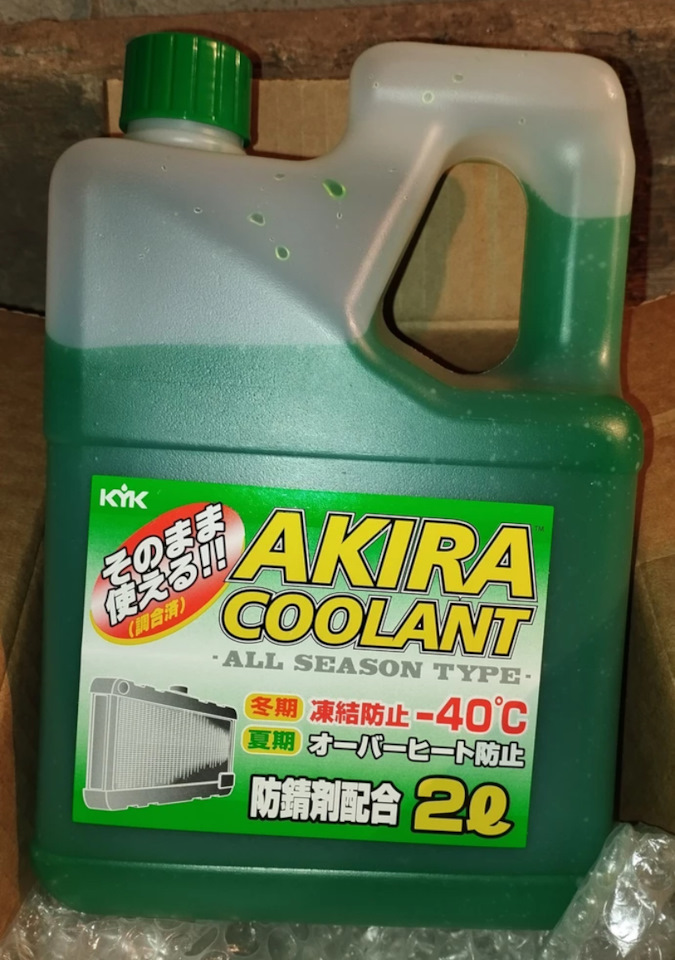 KYK
そのまま
使える!!
(調合済)
AKIRA™
COOLANT
-ALL SEASON TYPE-
冬期 凍結防止 -40℃
夏期 オーバーヒート防止
防錆剤配合 2ℓ